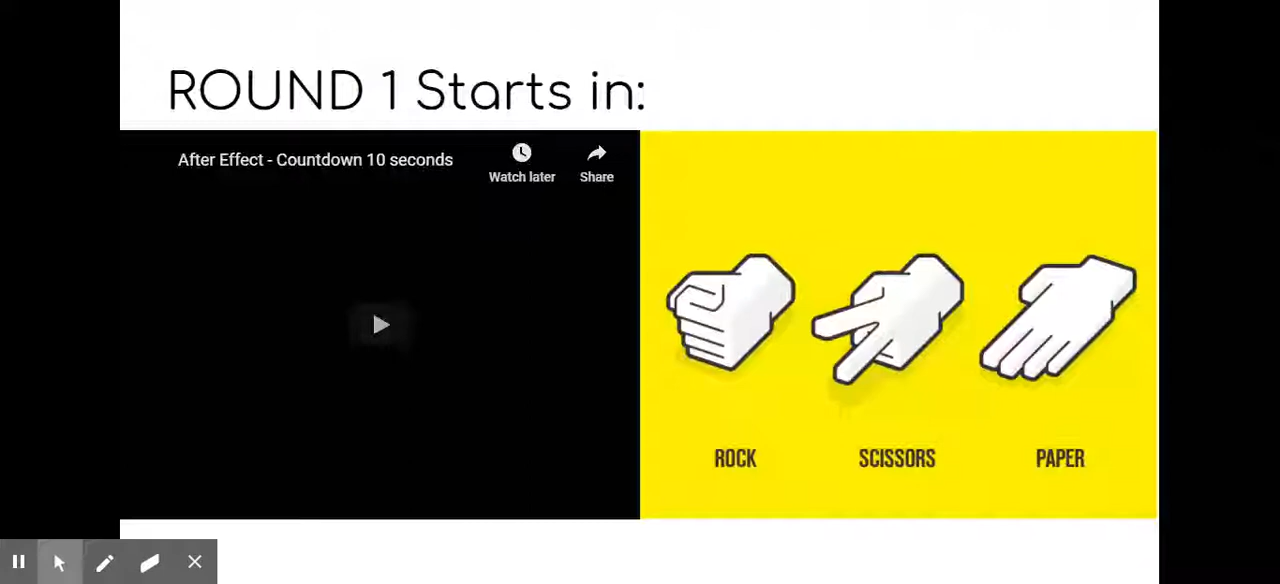 ROUND 1 Starts in:
After Effect - Countdown 10 seconds
Watch later
Share
ROCK
SCISSORS
PAPER